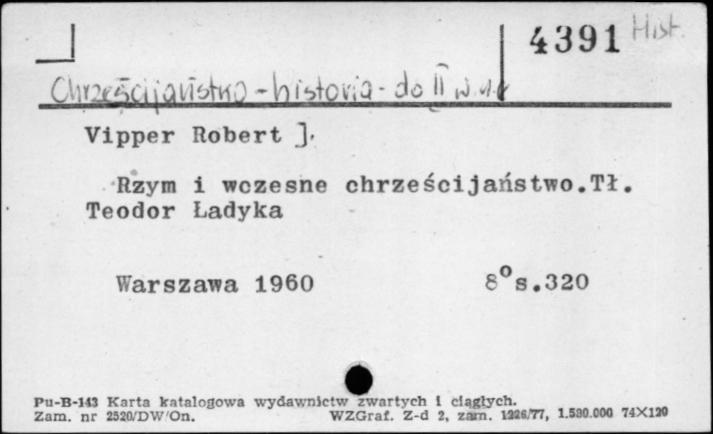 4391 Hist.
Chrześcijaństwo - historia - do II w. n.e
Vipper Robert J.
Rzym i wczesne chrześcijaństwo.Tł.
Teodor Ładyka
Warszawa 1960 8° s.320
Pu-B-143 Karta katalogowa wydawnictw zwartych i ciągłych.
Zam. nr 2520/DW/On. WZGraf. Z-d 2, zam. 1226/77, 1.530.000 74X120